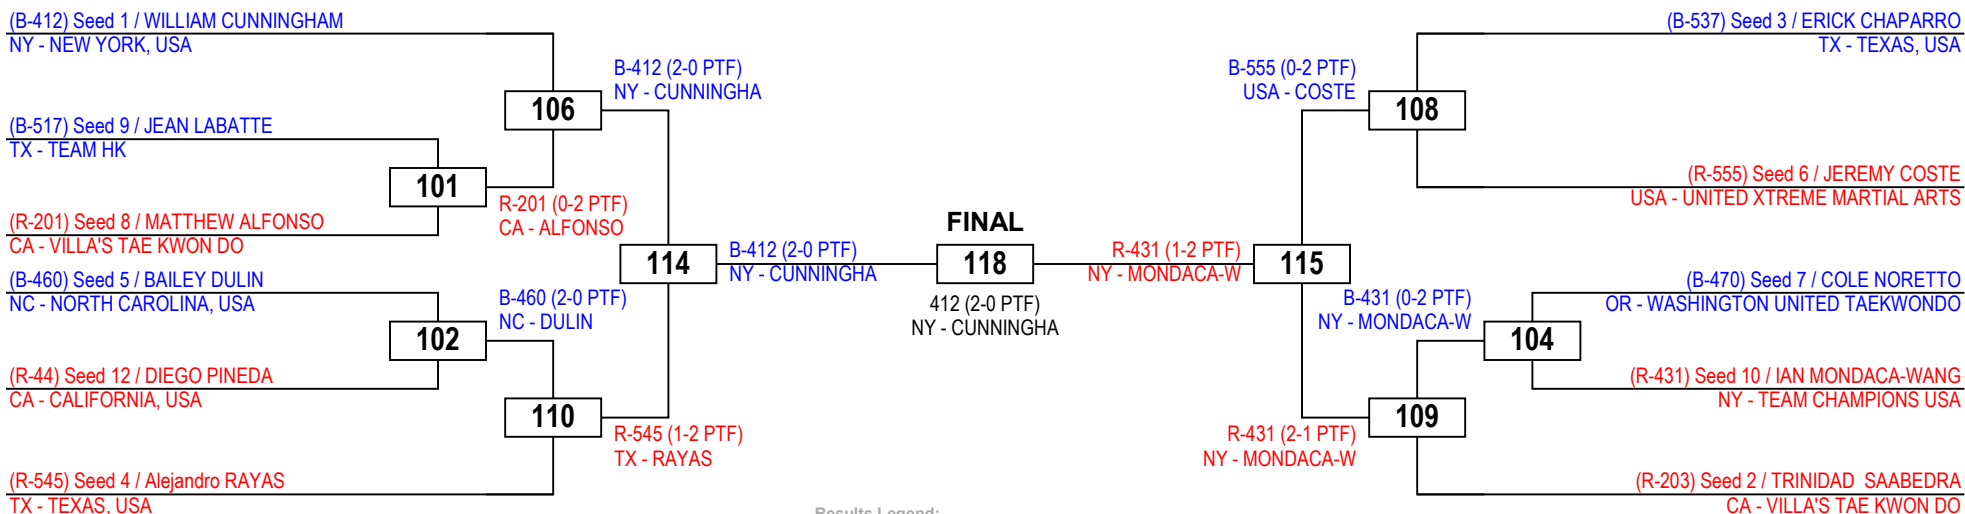 (B-412) Seed 1 / WILLIAM CUNNINGHAM
NY - NEW YORK, USA
(B-517) Seed 9 / JEAN LABATTE
TX - TEAM HK
(R-201) Seed 8 / MATTHEW ALFONSO
CA - VILLA'S TAE KWON DO
(B-460) Seed 5 / BAILEY DULIN
NC - NORTH CAROLINA, USA
(R-44) Seed 12 / DIEGO PINEDA
CA - CALIFORNIA, USA
(R-545) Seed 4 / Alejandro RAYAS
TX - TEXAS, USA
101
102
R-201 (0-2 PTF)
CA - ALFONSO
B-460 (2-0 PTF)
NC - DULIN
106
110
B-412 (2-0 PTF)
NY - CUNNINGHA
R-545 (1-2 PTF)
TX - RAYAS
114
B-412 (2-0 PTF)
NY - CUNNINGHA
FINAL
118
412 (2-0 PTF)
NY - CUNNINGHA
R-431 (1-2 PTF)
NY - MONDACA-W
115
B-555 (0-2 PTF)
USA - COSTE
R-431 (2-1 PTF)
NY - MONDACA-W
108
109
B-431 (0-2 PTF)
NY - MONDACA-W
104
(B-537) Seed 3 / ERICK CHAPARRO
TX - TEXAS, USA
(R-555) Seed 6 / JEREMY COSTE
USA - UNITED XTREME MARTIAL ARTS
(B-470) Seed 7 / COLE NORETTO
OR - WASHINGTON UNITED TAEKWONDO
(R-431) Seed 10 / IAN MONDACA-WANG
NY - TEAM CHAMPIONS USA
(R-203) Seed 2 / TRINIDAD  SAABEDRA
CA - VILLA'S TAE KWON DO
Results Legend: